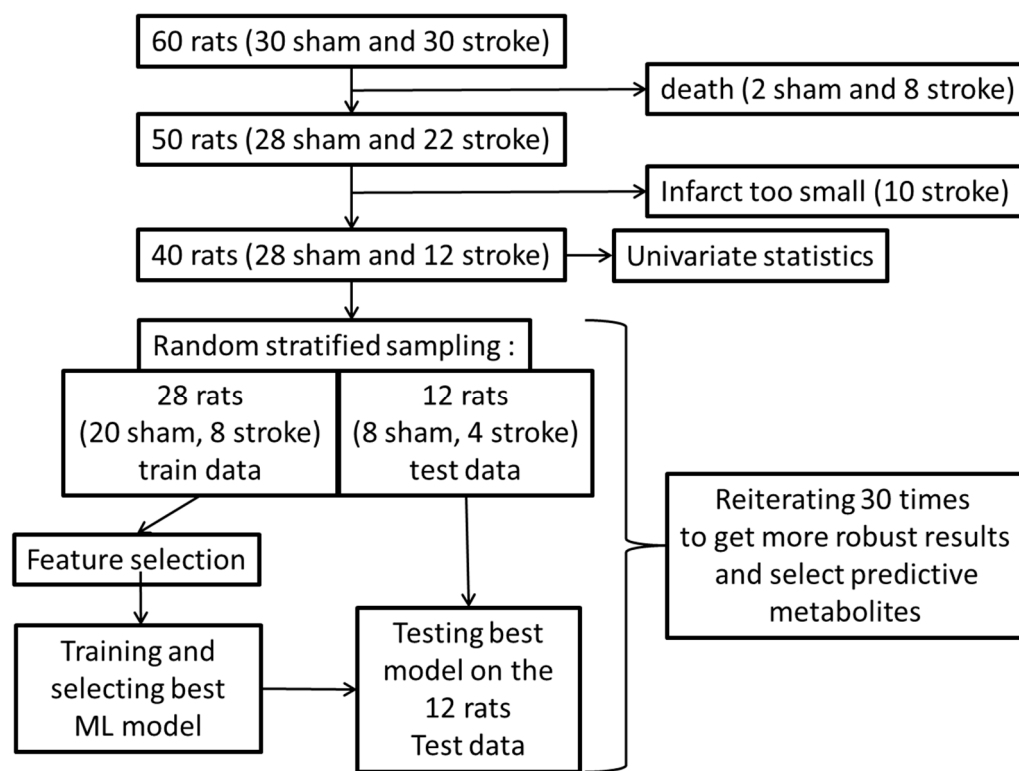 60 rats (30 sham and 30 stroke)
death (2 sham and 8 stroke)
50 rats (28 sham and 22 stroke)
Infarct too small (10 stroke)
40 rats (28 sham and 12 stroke)
Univariate statistics
Random stratified sampling :
28 rats
(20 sham, 8 stroke)
train data
12 rats
(8 sham, 4 stroke)
test data
Reiterating 30 times
to get more robust results
and select predictive
metabolites
Feature selection
Training and
selecting best
ML model
Testing best
model on the
12 rats
Test data